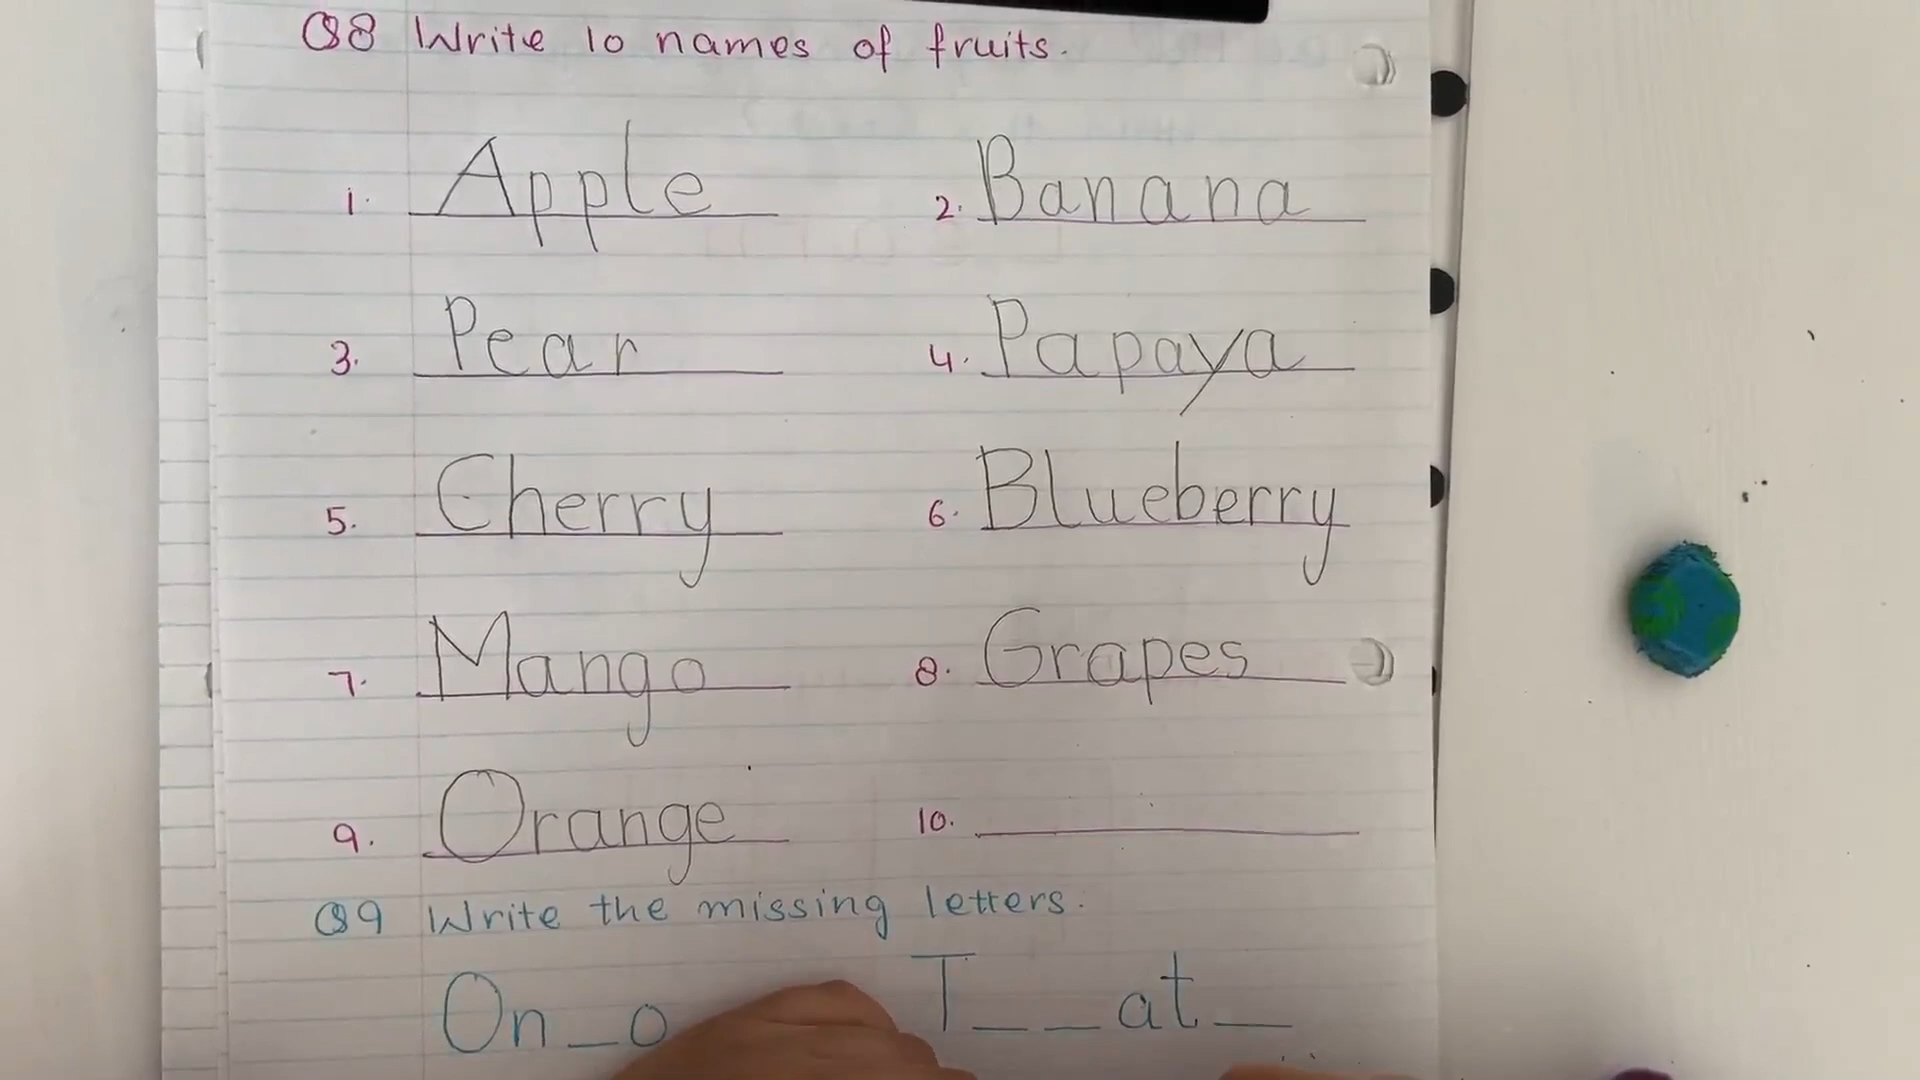 Q8 Write 10 names of fruits.
1. Apple 2. Banana
3. Pear 4. Papaya
5. Cherry 6. Blueberry
7. Mango 8. Grapes
9. Orange 10.
Q9 Write the missing letters.
On_o T__at_